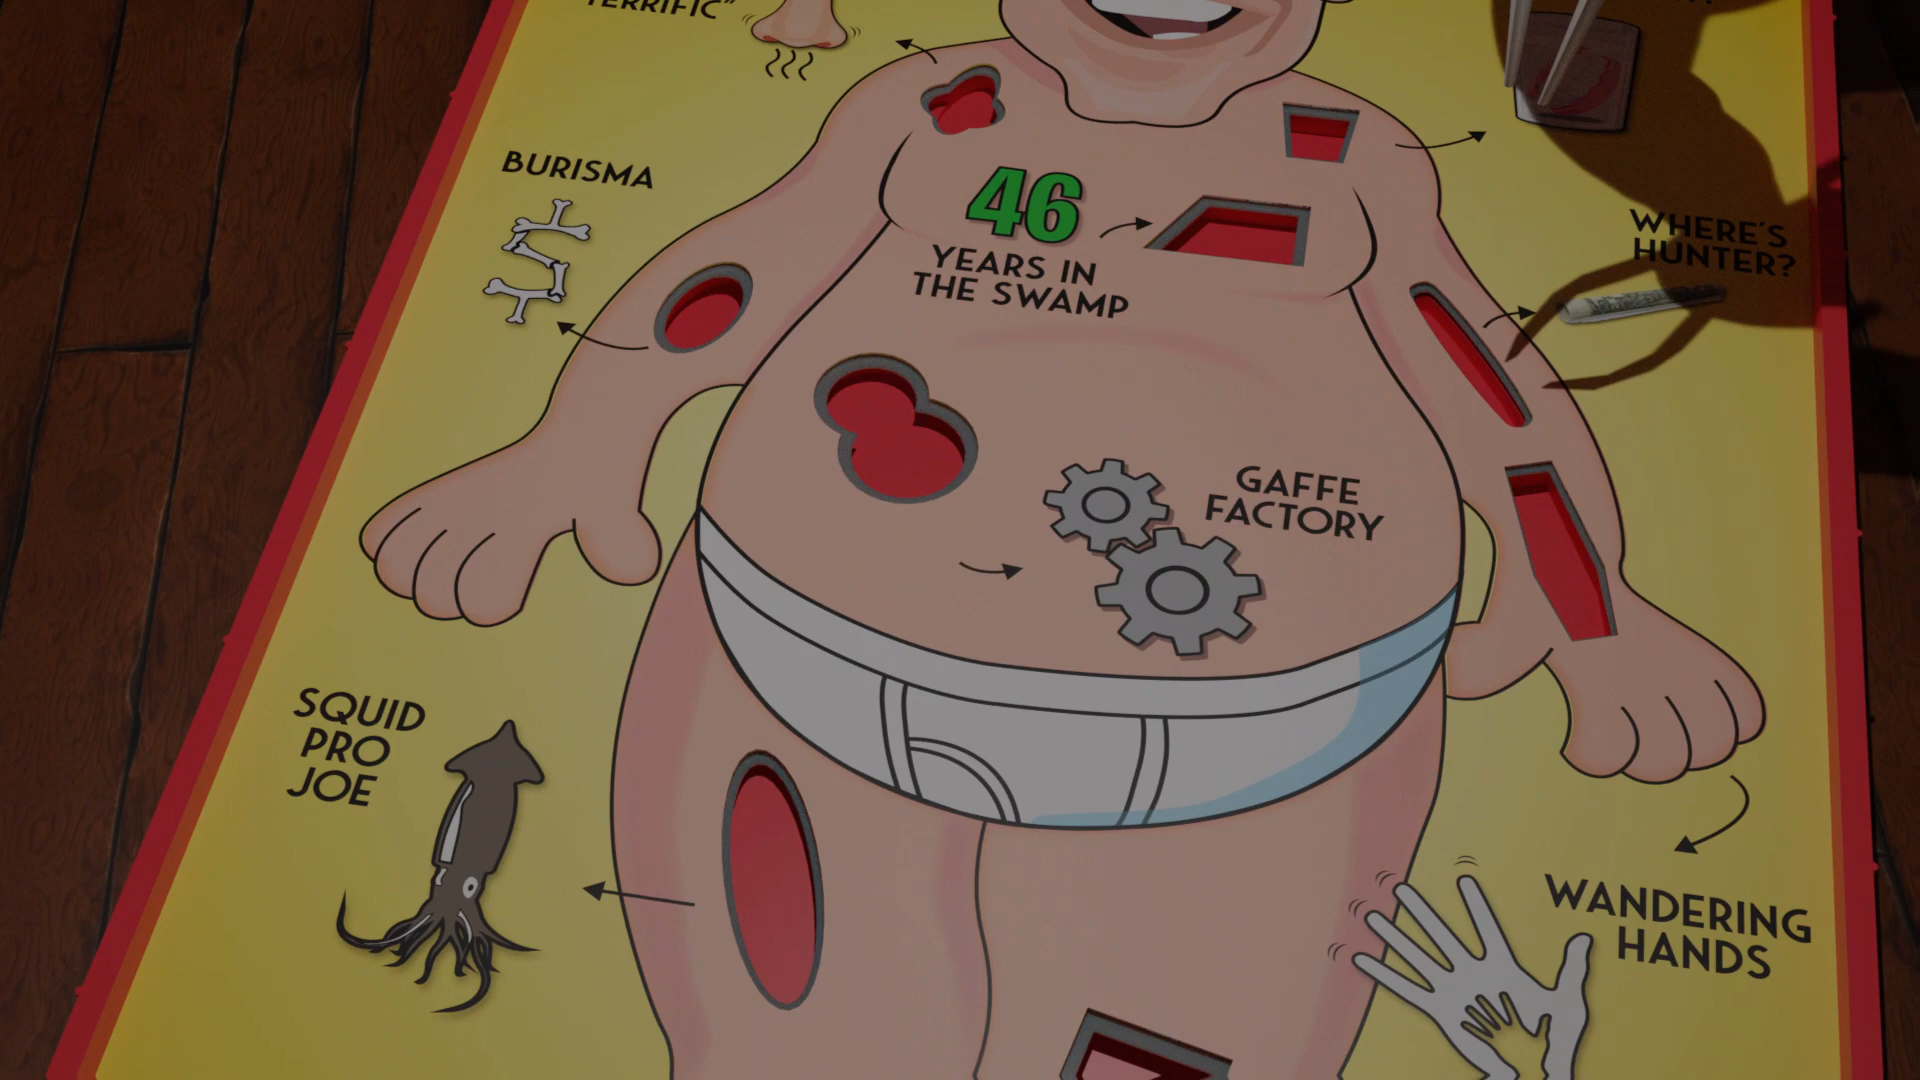 TERRIFIC"
BURISMA
46
YEARS IN
THE SWAMP
WHERE'S
HUNTER?
GAFFE
FACTORY
SQUID
PRO
JOE
WANDERING
HANDS